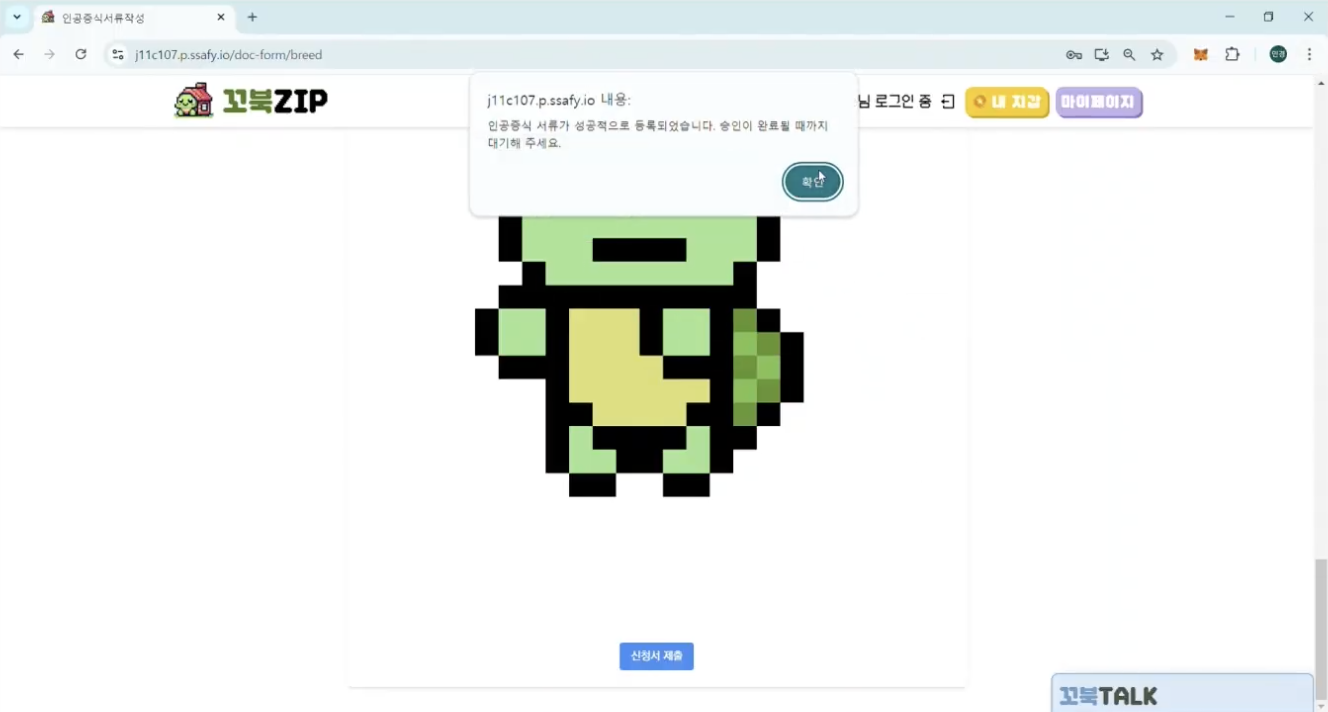 인공증식서류작성
j11c107.p.ssafy.io/doc-form/breed
민경
꼬북ZIP
님 로그인 중
내 지갑
마이페이지
j11c107.p.ssafy.io 내용:
인공증식 서류가 성공적으로 등록되었습니다. 승인이 완료될 때까지
대기해 주세요.
확인
신청서 제출
꼬북TALK